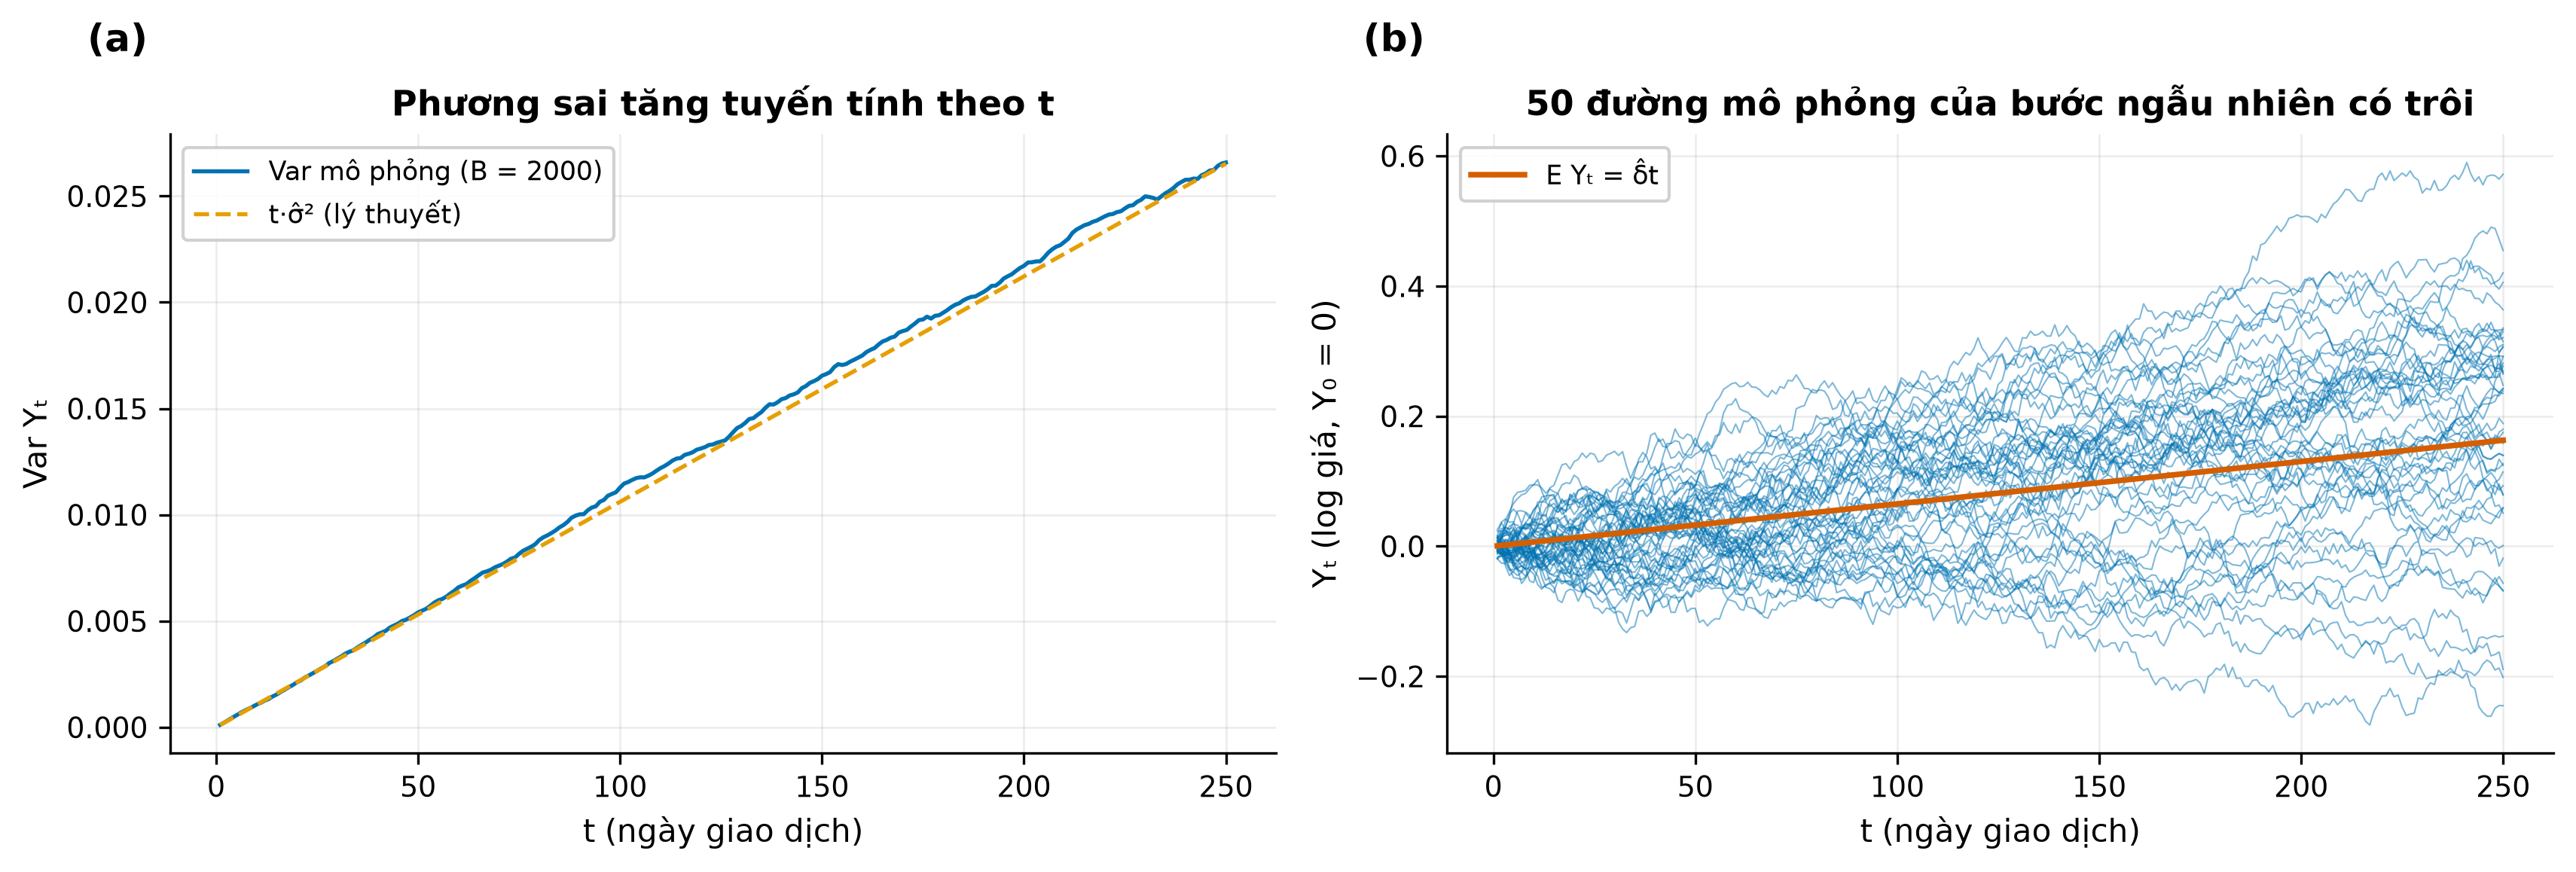 (a)
Phương sai tăng tuyến tính theo t
Var mô phỏng (B = 2000)
t·σ̂² (lý thuyết)
0.025
0.020
0.015
0.010
0.005
0.000
Var Yₜ
0 50 100 150 200 250
t (ngày giao dịch)
(b)
50 đường mô phỏng của bước ngẫu nhiên có trôi
E Yₜ = δ̂t
0.6
0.4
0.2
0.0
−0.2
Yₜ (log giá, Y₀ = 0)
0 50 100 150 200 250
t (ngày giao dịch)